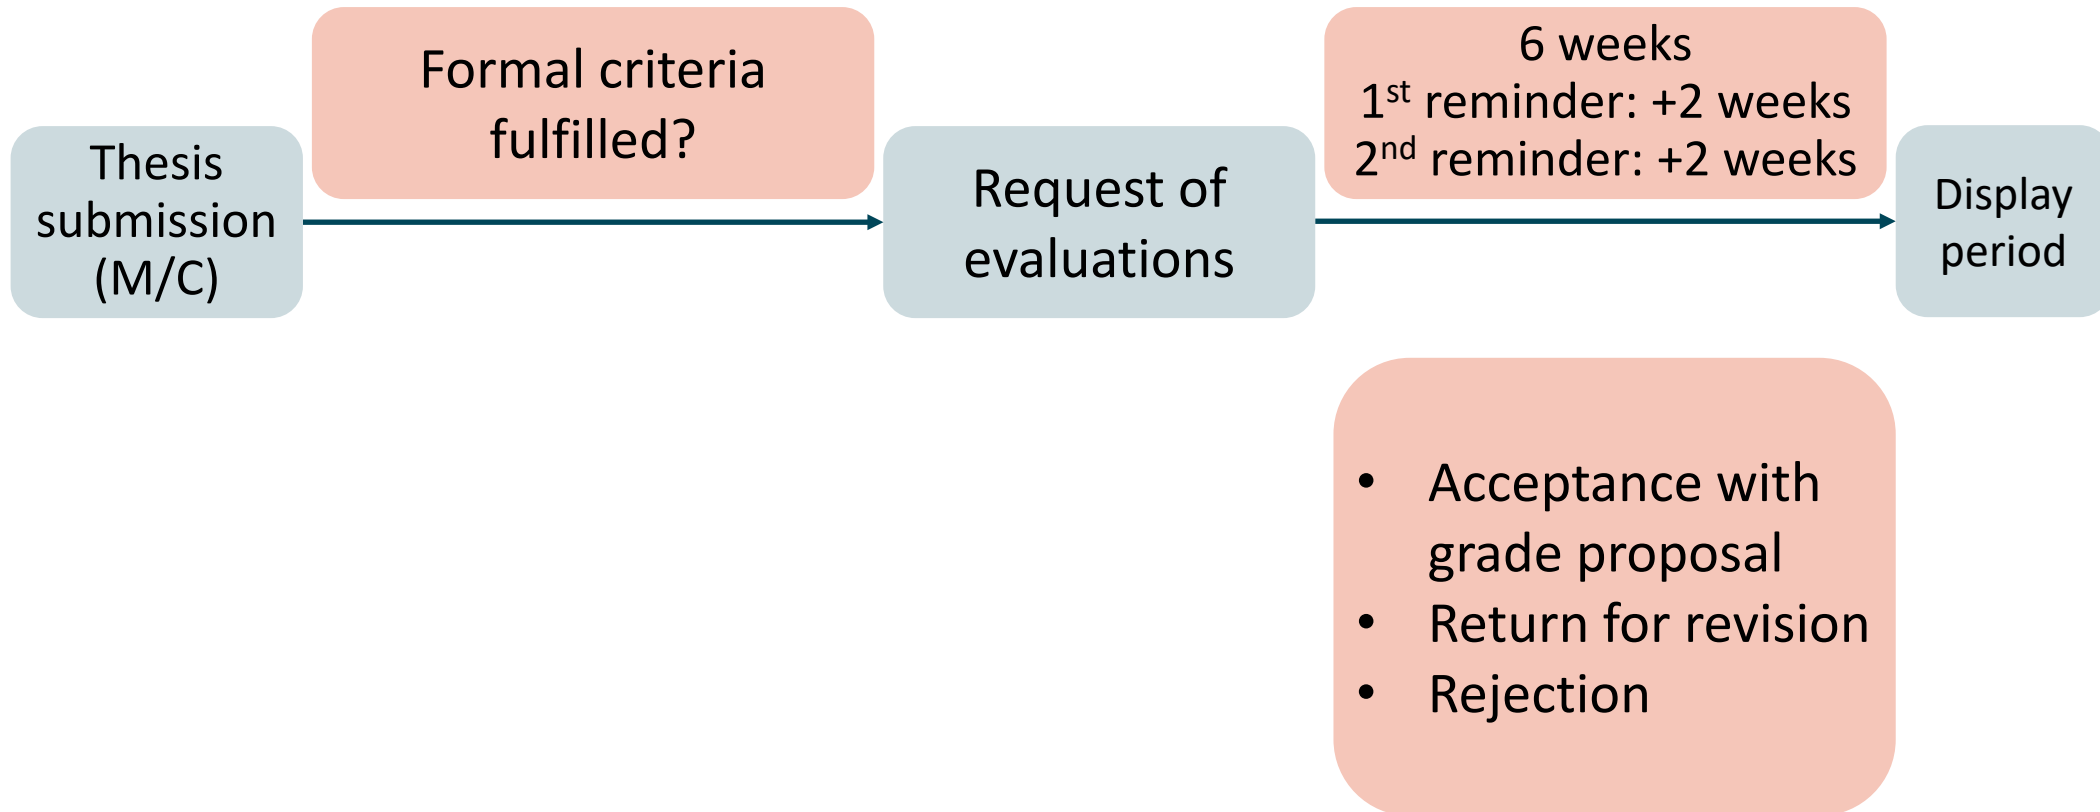 Thesis
submission
(M/C)
Formal criteria
fulfilled?
Request of
evaluations
6 weeks
1st reminder: +2 weeks
2nd reminder: +2 weeks
Display
period
• Acceptance with
grade proposal
• Return for revision
• Rejection